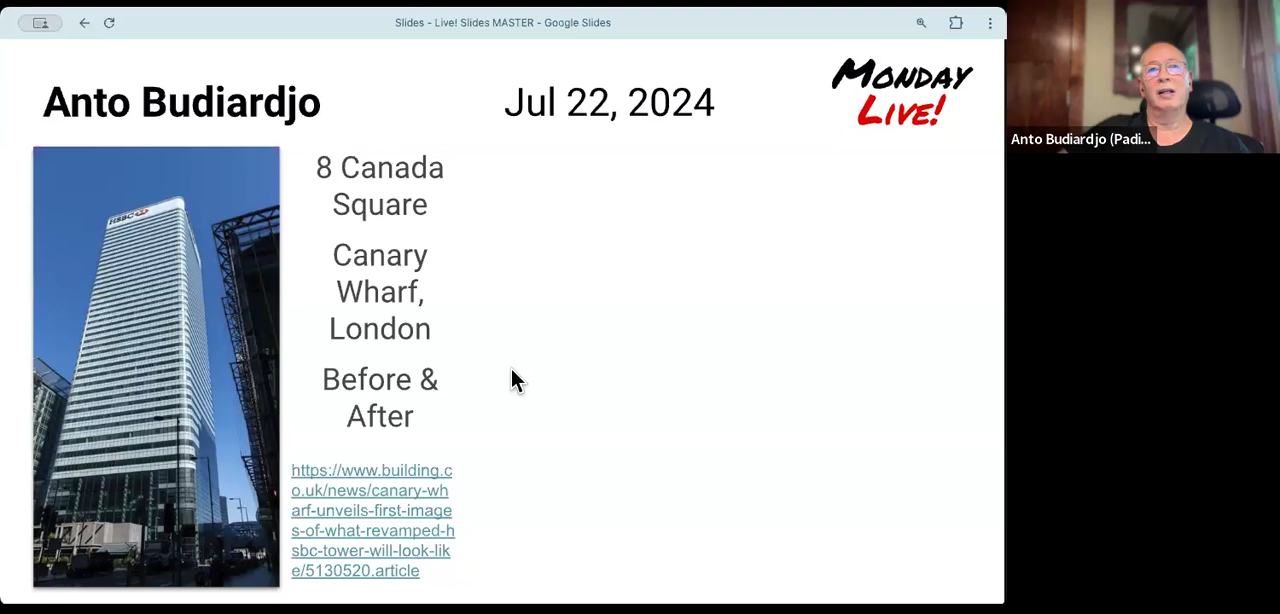 Slides - Live! Slides MASTER - Google Slides
Anto Budiardjo
Jul 22, 2024
MONDAY
LIVE!
HSBC
8 Canada
Square
Canary
Wharf,
London
Before &
After
https://www.building.c
o.uk/news/canary-wh
arf-unveils-first-image
s-of-what-revamped-h
sbc-tower-will-look-lik
e/5130520.article
Anto Budiardjo (Padi...